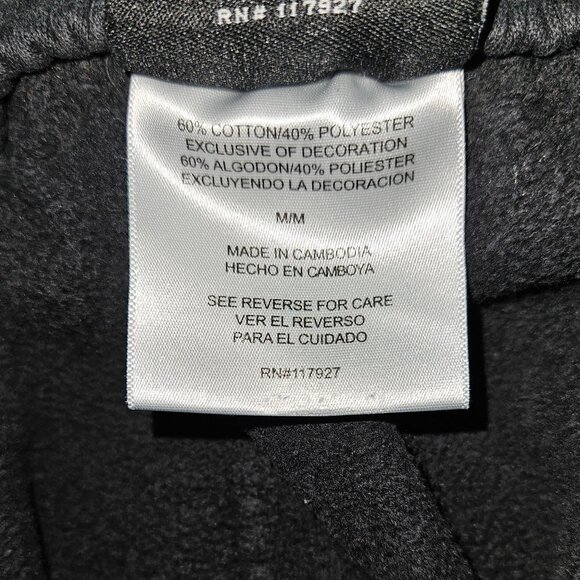 RN# 117927
60% COTTON/40% POLYESTER
EXCLUSIVE OF DECORATION
60% ALGODON/40% POLIESTER
EXCLUYENDO LA DECORACION
M/M
MADE IN CAMBODIA
HECHO EN CAMBOYA
SEE REVERSE FOR CARE
VER EL REVERSO
PARA EL CUIDADO
RN#117927